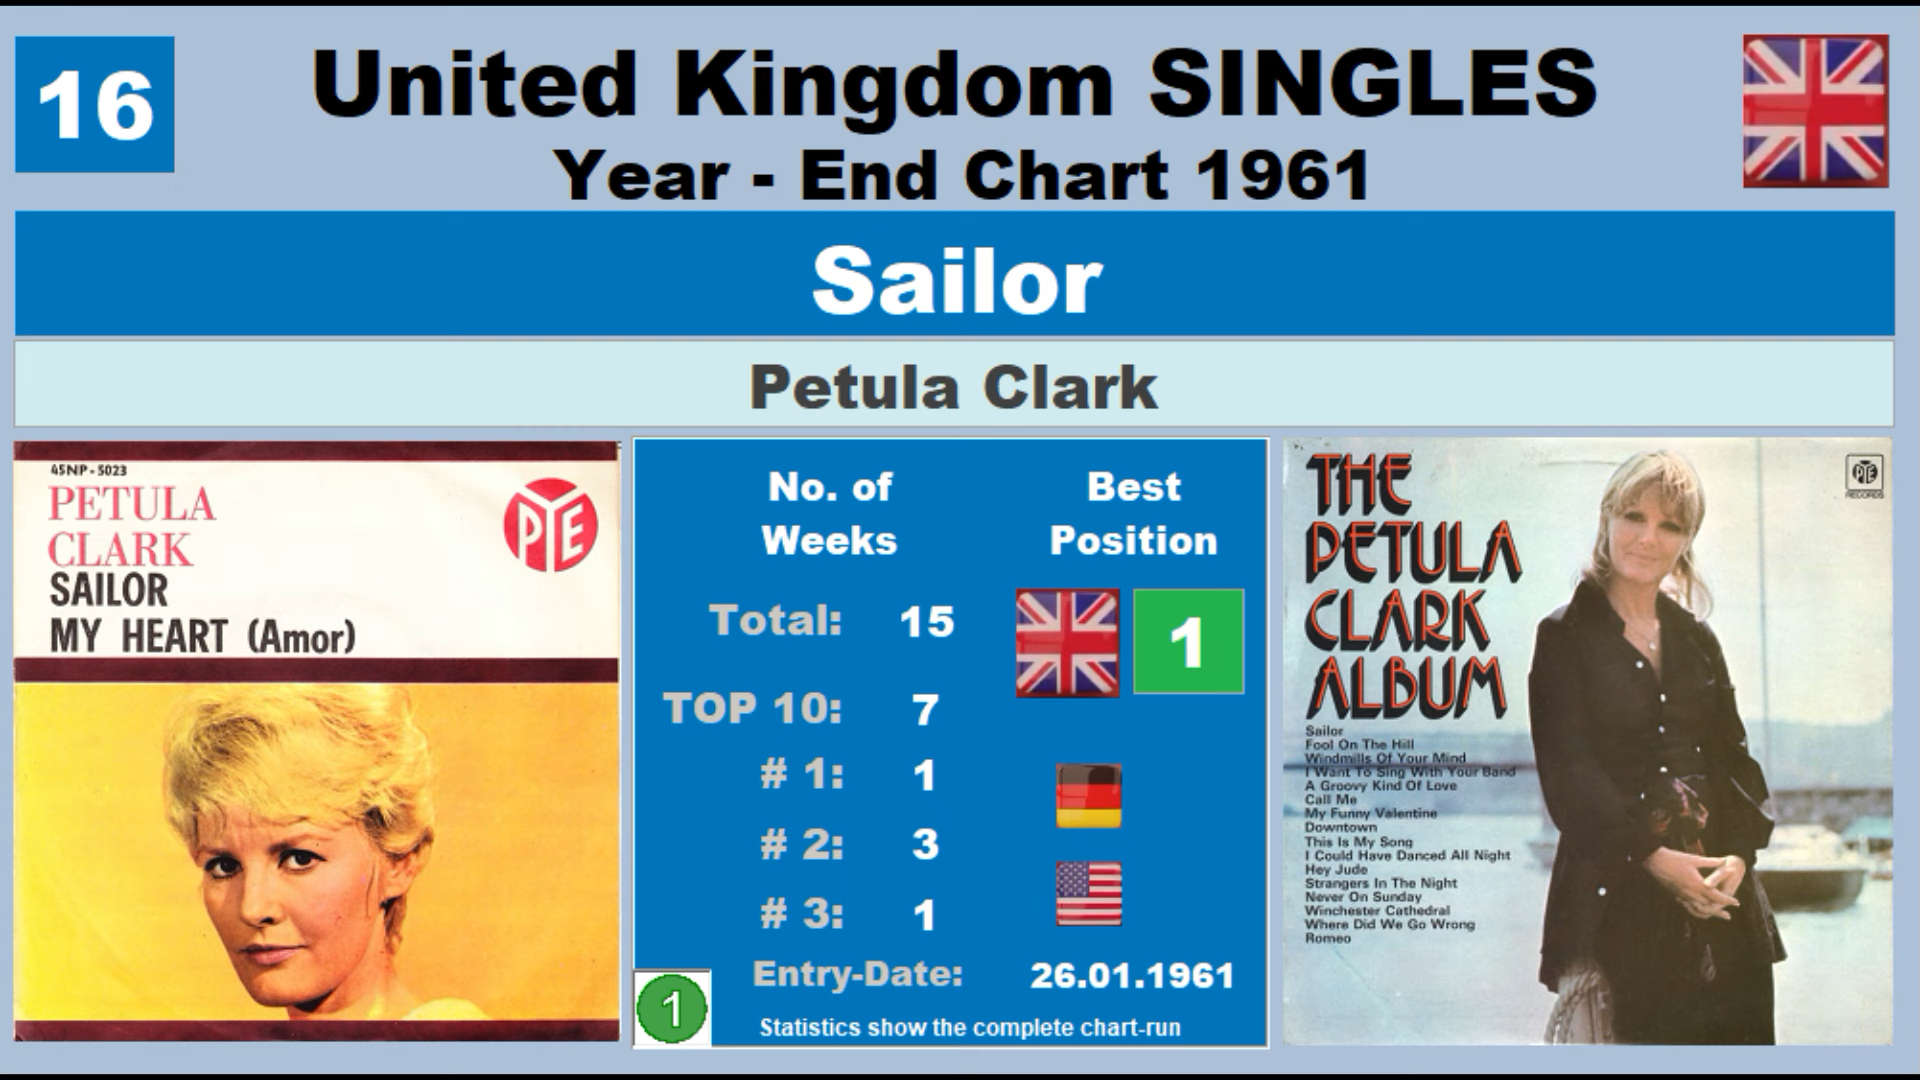 16
United Kingdom SINGLES
Year - End Chart 1961
Sailor
Petula Clark
45NP-5023
PETULA
CLARK
SAILOR
MY HEART (Amor)
PYE
No. of
Weeks
Best
Position
Total: 15
1
TOP 10: 7
# 1: 1
# 2: 3
# 3: 1
Entry-Date: 26.01.1961
1
Statistics show the complete chart-run
THE
PETULA
CLARK
ALBUM
PYE
RECORDS
Sailor
Fool On The Hill
Windmills Of Your Mind
I Want To Sing With Your Band
A Groovy Kind Of Love
Call Me
My Funny Valentine
Downtown
This Is My Song
I Could Have Danced All Night
Hey Jude
Strangers In The Night
Never On Sunday
Winchester Cathedral
Where Did We Go Wrong
Romeo